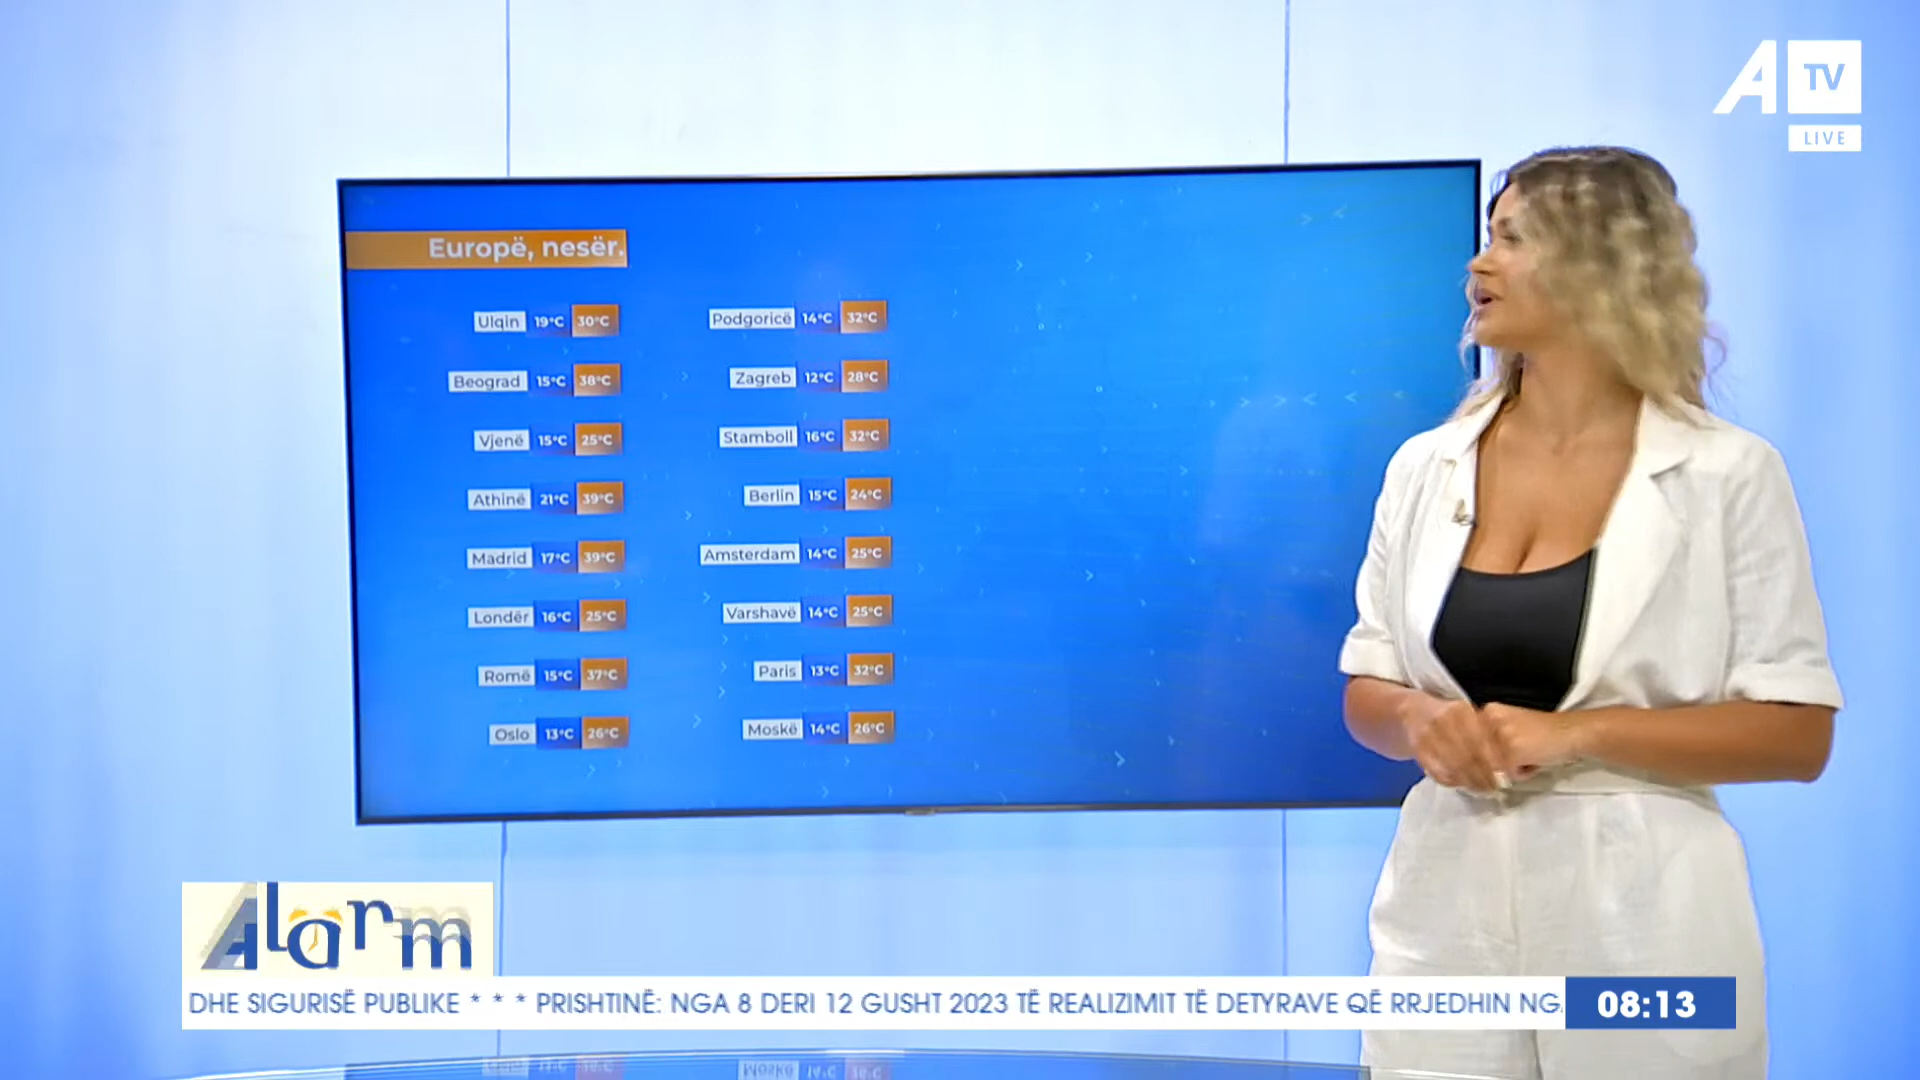 A TV
LIVE
Europë, nesër.
Ulqin 19°C 30°C
Podgoricë 14°C 32°C
Beograd 15°C 38°C
Zagreb 12°C 28°C
Vjenë 15°C 25°C
Stamboll 16°C 32°C
Athinë 21°C 39°C
Berlin 15°C 24°C
Madrid 17°C 39°C
Amsterdam 14°C 25°C
Londër 16°C 25°C
Varshavë 14°C 25°C
Romë 15°C 37°C
Paris 13°C 32°C
Oslo 13°C 26°C
Moskë 14°C 26°C
Alarm
DHE SIGURISË PUBLIKE * * * PRISHTINË: NGA 8 DERI 12 GUSHT 2023 TË REALIZIMIT TË DETYRAVE QË RRJEDHIN NG
08:13